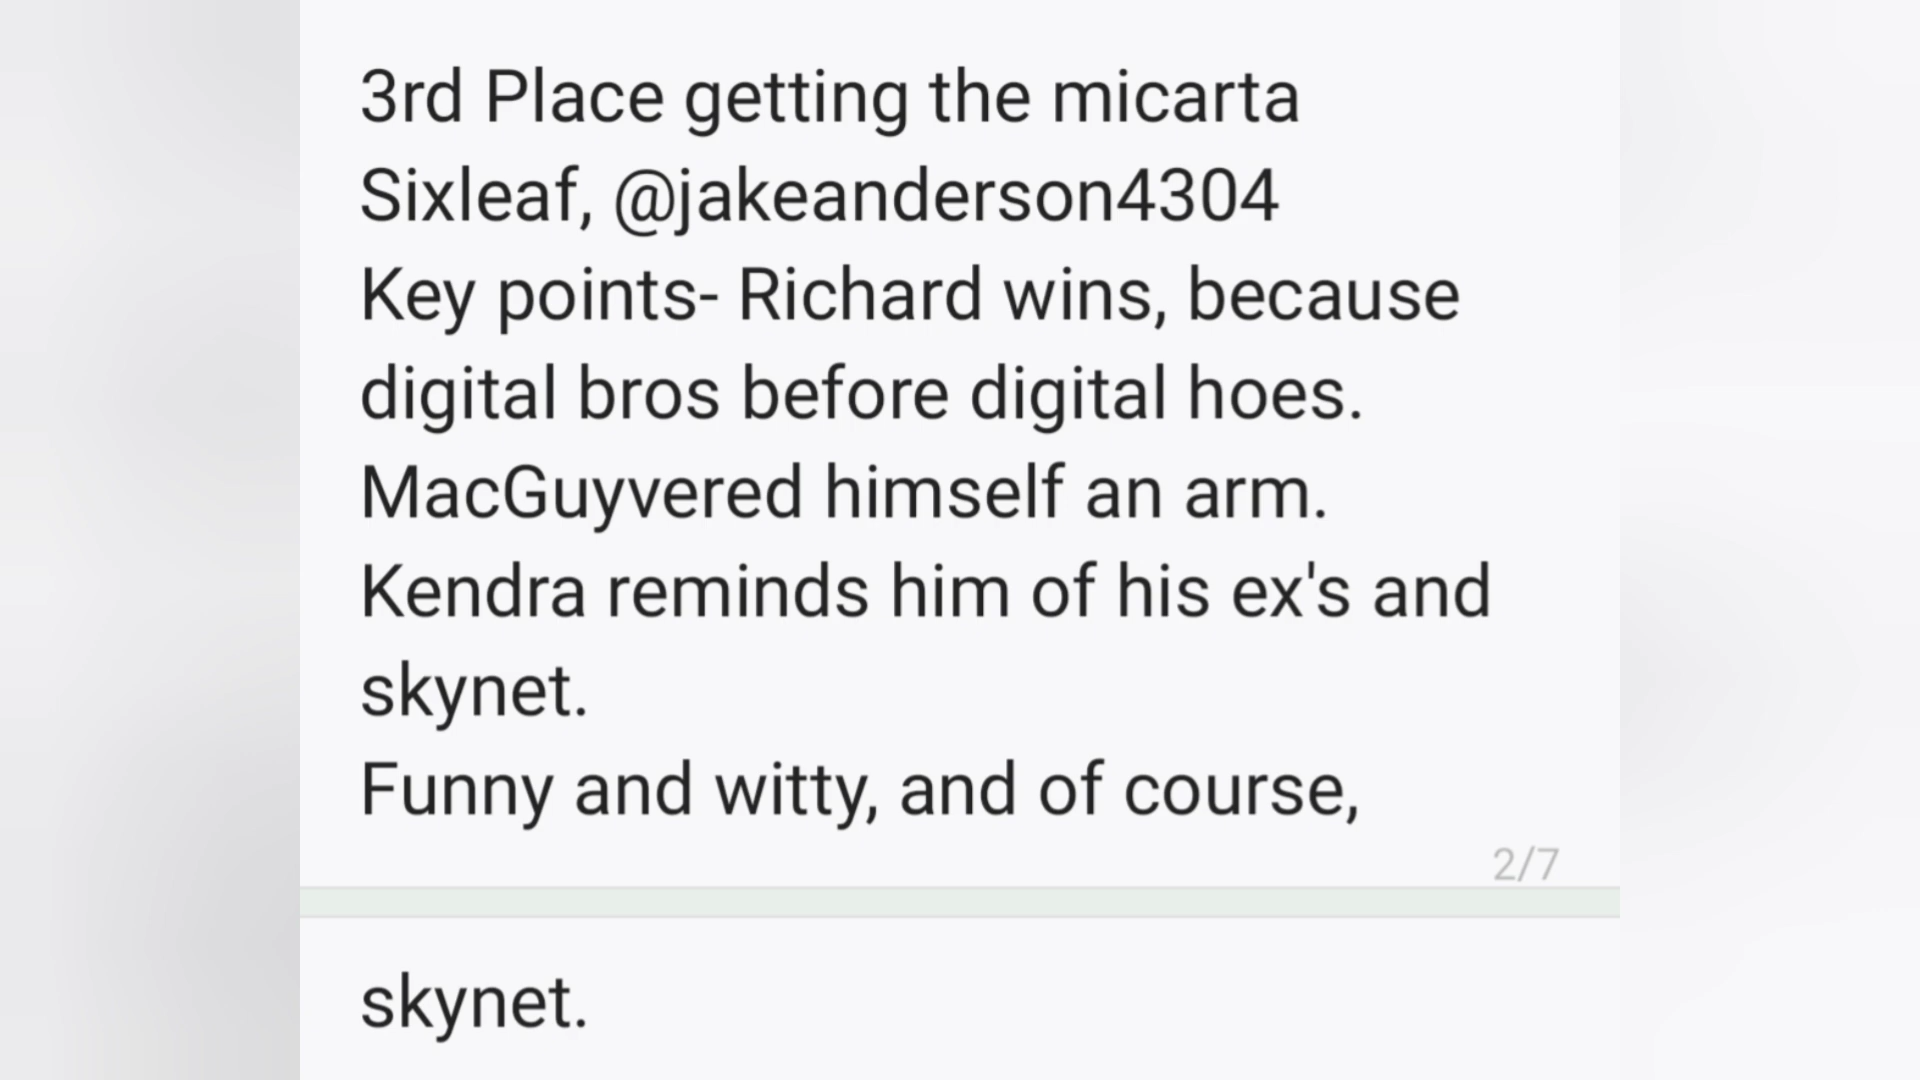 3rd Place getting the micarta
Sixleaf, @jakeanderson4304
Key points- Richard wins, because
digital bros before digital hoes.
MacGuyvered himself an arm.
Kendra reminds him of his ex's and
skynet.
Funny and witty, and of course,
2/7
skynet.